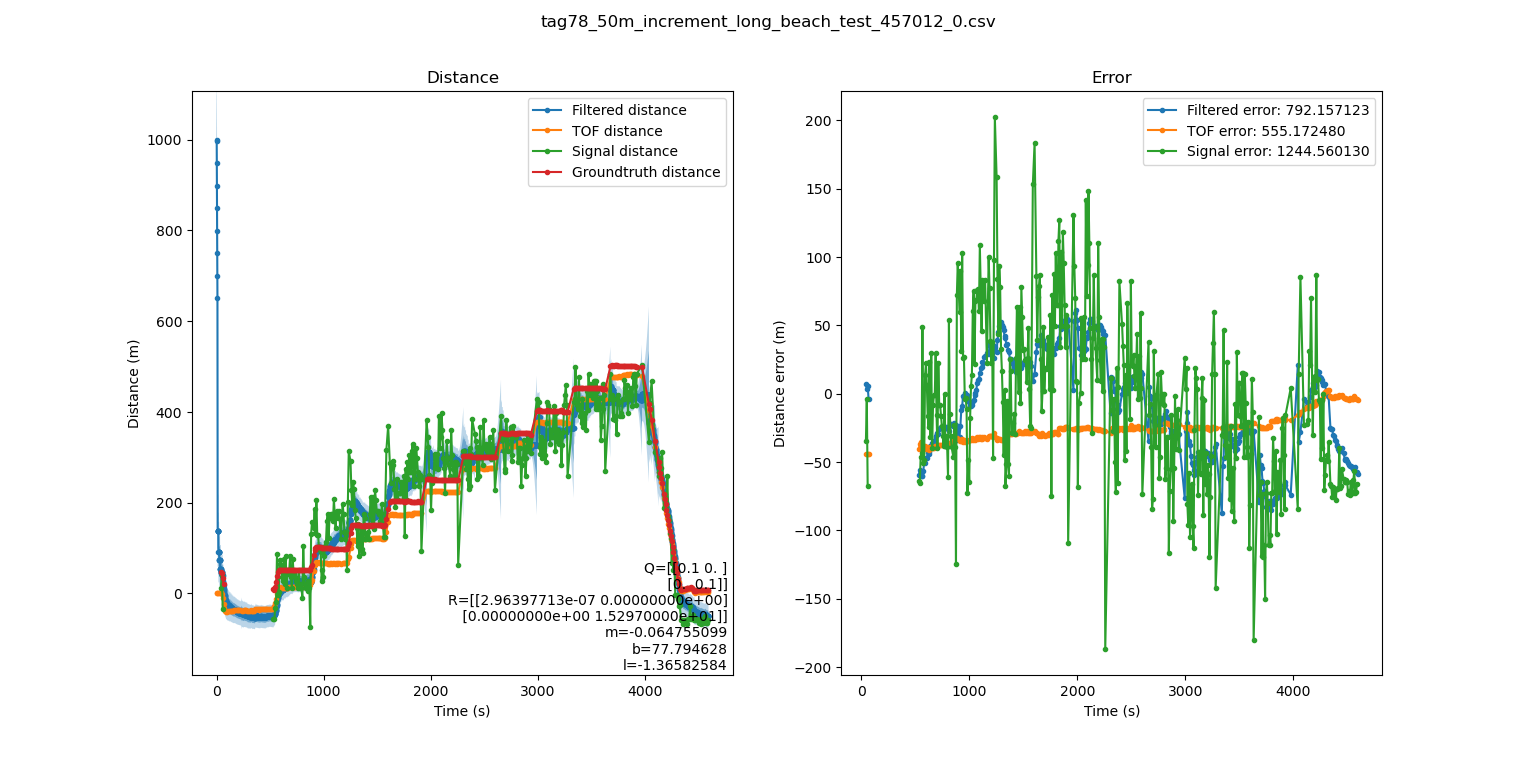 tag78_50m_increment_long_beach_test_457012_0.csv
Distance
Distance (m)
1000
800
600
400
200
0
Filtered distance
TOF distance
Signal distance
Groundtruth distance
Q=[[0.1 0. ]
[0. 0.1]]
R=[[2.96397713e-07 0.00000000e+00]
[0.00000000e+00 1.52970000e+01]]
m=-0.064755099
b=77.794628
l=-1.36582584
0 1000 2000 3000 4000
Time (s)
Error
Distance error (m)
200
150
100
50
0
−50
−100
−150
−200
Filtered error: 792.157123
TOF error: 555.172480
Signal error: 1244.560130
0 1000 2000 3000 4000
Time (s)